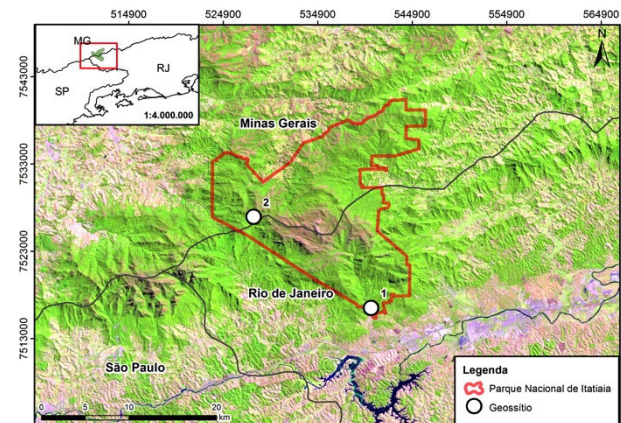 514914
524900
534900
544900
554900
564900
N
MG
RJ
SP
1:4.000.000
7543000
7533000
7523000
7513000
Minas Gerais
2
Rio de Janeiro
1
São Paulo
0 5 10 20
km
Legenda
Parque Nacional de Itatiaia
Geossítio